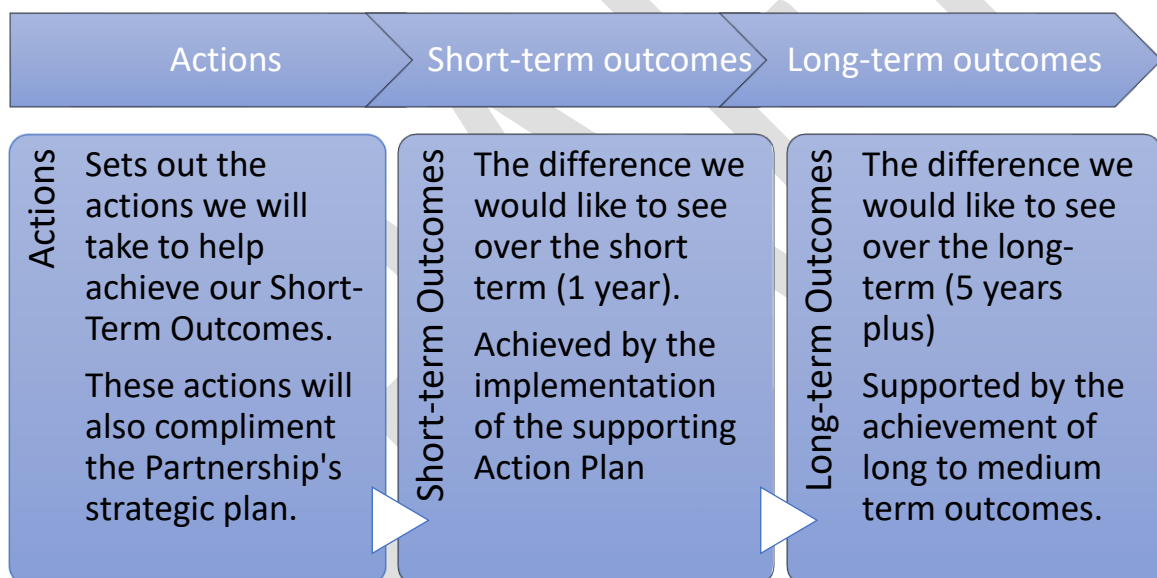 Actions
Short-term outcomes
Long-term outcomes
Actions
Sets out the
actions we will
take to help
achieve our Short-
Term Outcomes.
These actions will
also compliment
the Partnership's
strategic plan.
Short-term Outcomes
The difference we
would like to see
over the short
term (1 year).
Achieved by the
implementation
of the supporting
Action Plan
Long-term Outcomes
The difference we
would like to see
over the long-
term (5 years
plus)
Supported by the
achievement of
long to medium
term outcomes.